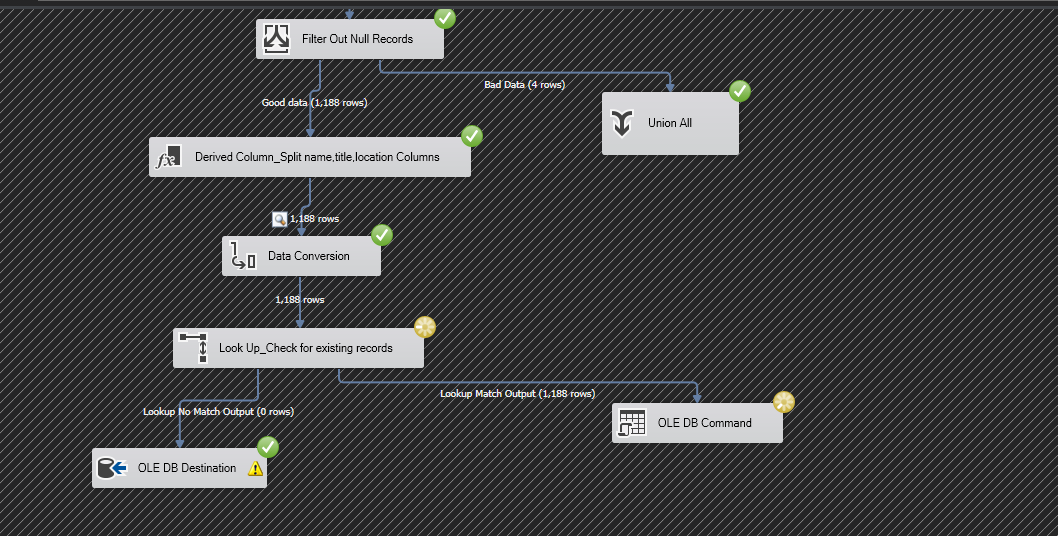 Filter Out Null Records
Bad Data (4 rows)
Good data (1,188 rows)
Union All
fx
Derived Column_Split name,title,location Columns
1,188 rows
Data Conversion
1,188 rows
Look Up_Check for existing records
Lookup Match Output (1,188 rows)
Lookup No Match Output (0 rows)
OLE DB Command
OLE DB Destination